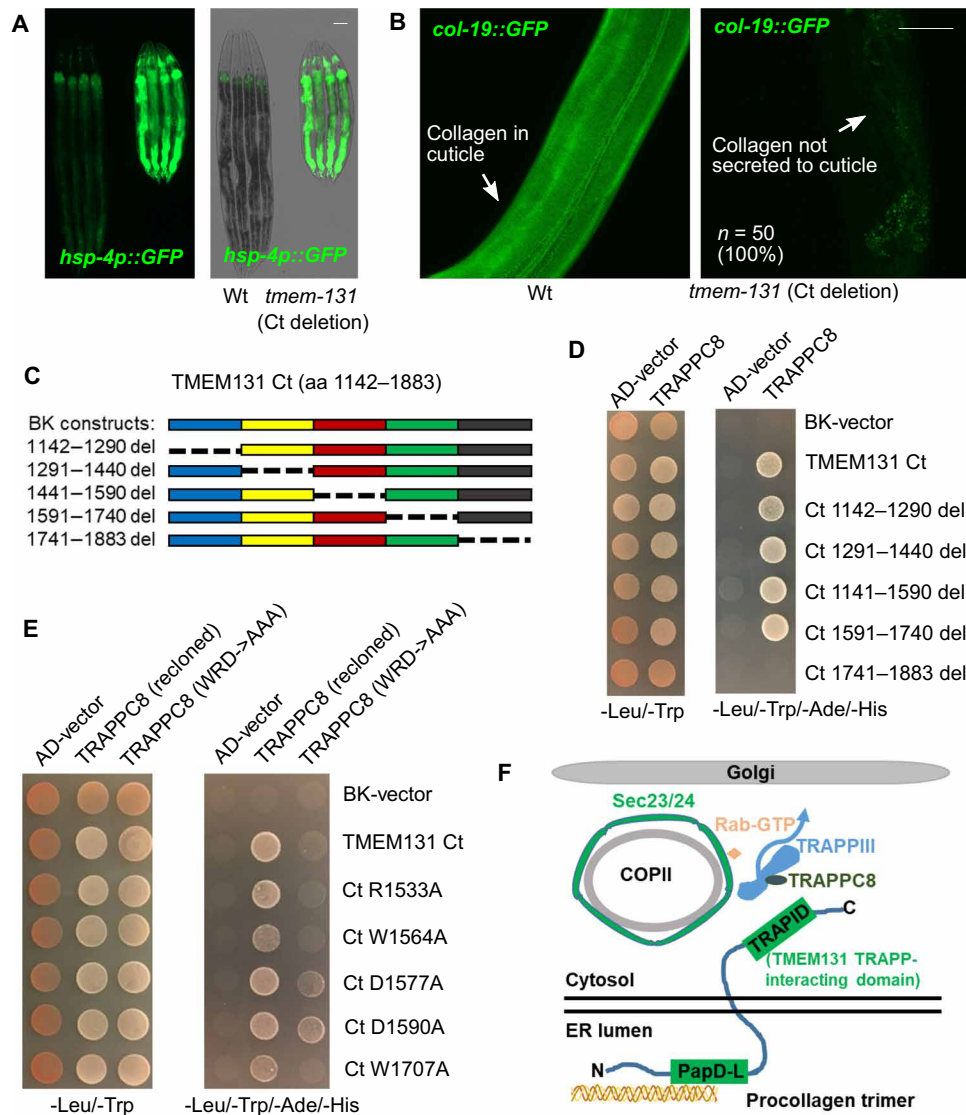 A
hsp-4p::GFP
hsp-4p::GFP
Wt tmem-131
(Ct deletion)
B
col-19::GFP
Collagen in
cuticle
Wt
col-19::GFP
Collagen not
secreted to cuticle
n = 50
(100%)
tmem-131 (Ct deletion)
C
TMEM131 Ct (aa 1142–1883)
BK constructs:
1142–1290 del
1291–1440 del
1441–1590 del
1591–1740 del
1741–1883 del
D
AD-vector
TRAPPC8
AD-vector
TRAPPC8
BK-vector
TMEM131 Ct
Ct 1142–1290 del
Ct 1291–1440 del
Ct 1141–1590 del
Ct 1591–1740 del
Ct 1741–1883 del
-Leu/-Trp
-Leu/-Trp/-Ade/-His
E
AD-vector
TRAPPC8 (recloned)
TRAPPC8 (WRD->AAA)
AD-vector
TRAPPC8 (recloned)
TRAPPC8 (WRD->AAA)
BK-vector
TMEM131 Ct
Ct R1533A
Ct W1564A
Ct D1577A
Ct D1590A
Ct W1707A
-Leu/-Trp
-Leu/-Trp/-Ade/-His
F
Golgi
Sec23/24
Rab-GTP
TRAPPIII
COPII
TRAPPC8
TRAPID
C
(TMEM131 TRAPP-
interacting domain)
Cytosol
ER lumen
N
PapD-L
Procollagen trimer